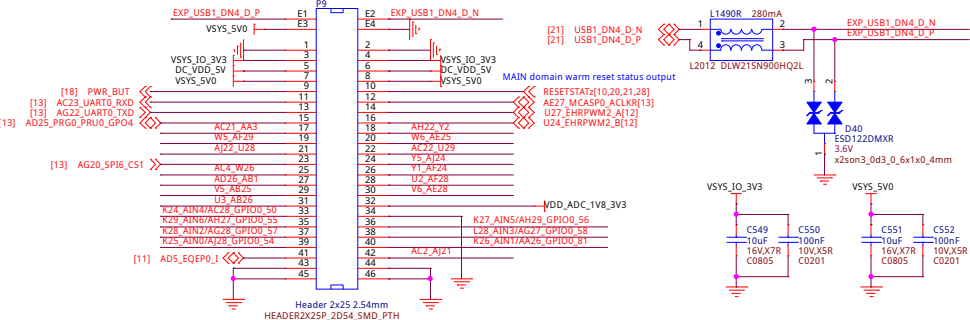 P9
EXP_USB1_DN4_D_P E1 E2 EXP_USB1_DN4_D_N
VSYS_5V0 E3 E4
1 2
VSYS_IO_3V3 3 4 VSYS_IO_3V3
DC_VDD_5V 5 6 DC_VDD_5V
VSYS_5V0 7 8 VSYS_5V0
MAIN domain warm reset status output
[18] PWR_BUT 9 10 RESETSTATz[10,20,21,28]
[13] AC23_UART0_RXD 11 12 AE27_MCASP0_ACLKR[13]
[13] AG22_UART0_TXD 13 14 U27_EHRPWM2_A[12]
13] AD25_PRG0_PRU0_GPO4 15 16 U24_EHRPWM2_B[12]
AC21_AA3 17 18 AH22_Y2
W5_AF29 19 20 W6_AE25
AJ22_U28 21 22 AC22_U29
[13] AG20_SPI6_CS1 23 24 Y5_AJ24
AC4_W26 25 26 Y1_AF24
AD26_AB1 27 28 U2_AF28
V5_AB25 29 30 V6_AE28
U3_AB26 31 32 VDD_ADC_1V8_3V3
K24_AIN4/AC28_GPIO0_50 33 34
K29_AIN6/AH27_GPIO0_55 35 36 K27_AIN5/AH29_GPIO0_56
K28_AIN2/AG28_GPIO0_57 37 38 L28_AIN3/AG27_GPIO0_58
K25_AIN0/AJ28_GPIO0_54 39 40 K26_AIN1/AA26_GPIO0_81
[11] AD5_EQEP0_I 41 42 AC2_AJ21
43 44
45 46
Header 2x25 2.54mm
HEADER2X25P_2D54_SMD_PTH
L1490R 280mA
[21] USB1_DN4_D_N 1 2 EXP_USB1_DN4_D_N
[21] USB1_DN4_D_P 4 3 EXP_USB1_DN4_D_P
L2012 DLW21SN900HQ2L
3 2
D40
ESD122DMXR
3.6V
1 x2son3_0d3_0_6x1x0_4mm
VSYS_IO_3V3 VSYS_5V0
C549 C550 C551 C552
10uF 100nF 10uF 100nF
16V,X7R 10V,X5R 16V,X7R 10V,X5R
C0805 C0201 C0805 C0201